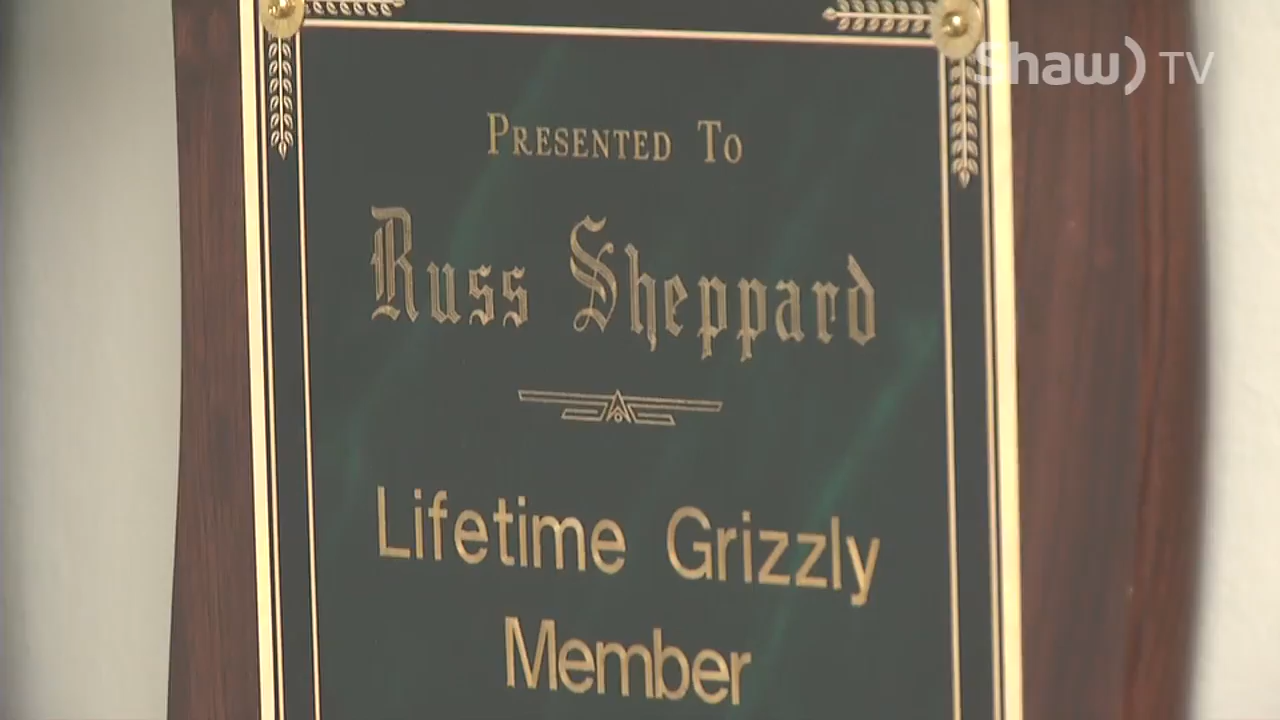 Shaw) TV
Presented To
Russ Sheppard
Lifetime Grizzly
Member